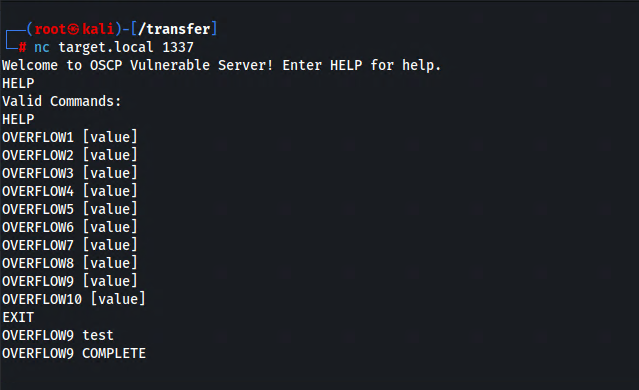 (root㉿kali)-[/transfer]
# nc target.local 1337
Welcome to OSCP Vulnerable Server! Enter HELP for help.
HELP
Valid Commands:
HELP
OVERFLOW1 [value]
OVERFLOW2 [value]
OVERFLOW3 [value]
OVERFLOW4 [value]
OVERFLOW5 [value]
OVERFLOW6 [value]
OVERFLOW7 [value]
OVERFLOW8 [value]
OVERFLOW9 [value]
OVERFLOW10 [value]
EXIT
OVERFLOW9 test
OVERFLOW9 COMPLETE